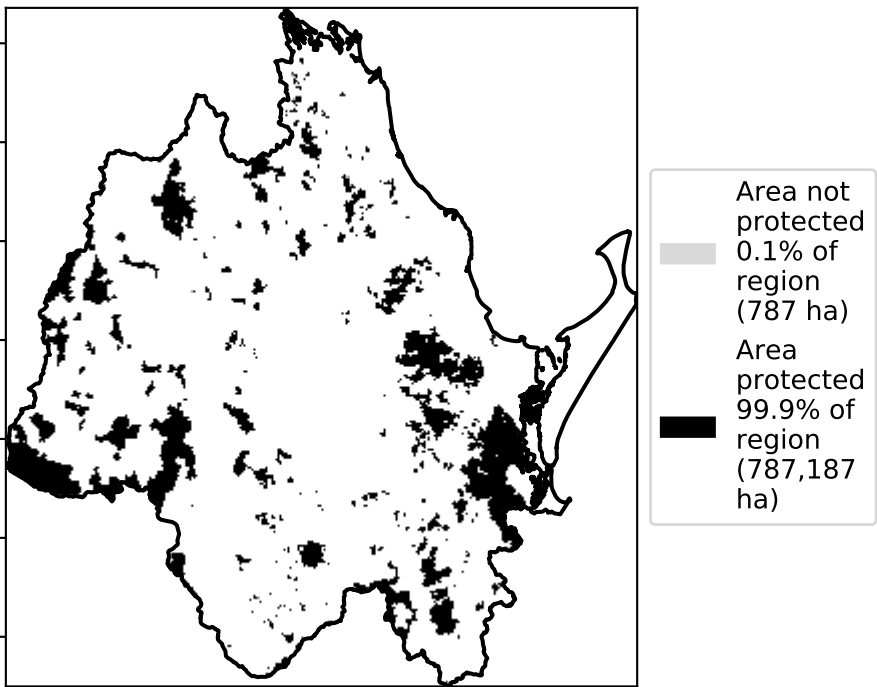 Area not
protected
0.1% of
region
(787 ha)
Area
protected
99.9% of
region
(787,187
ha)